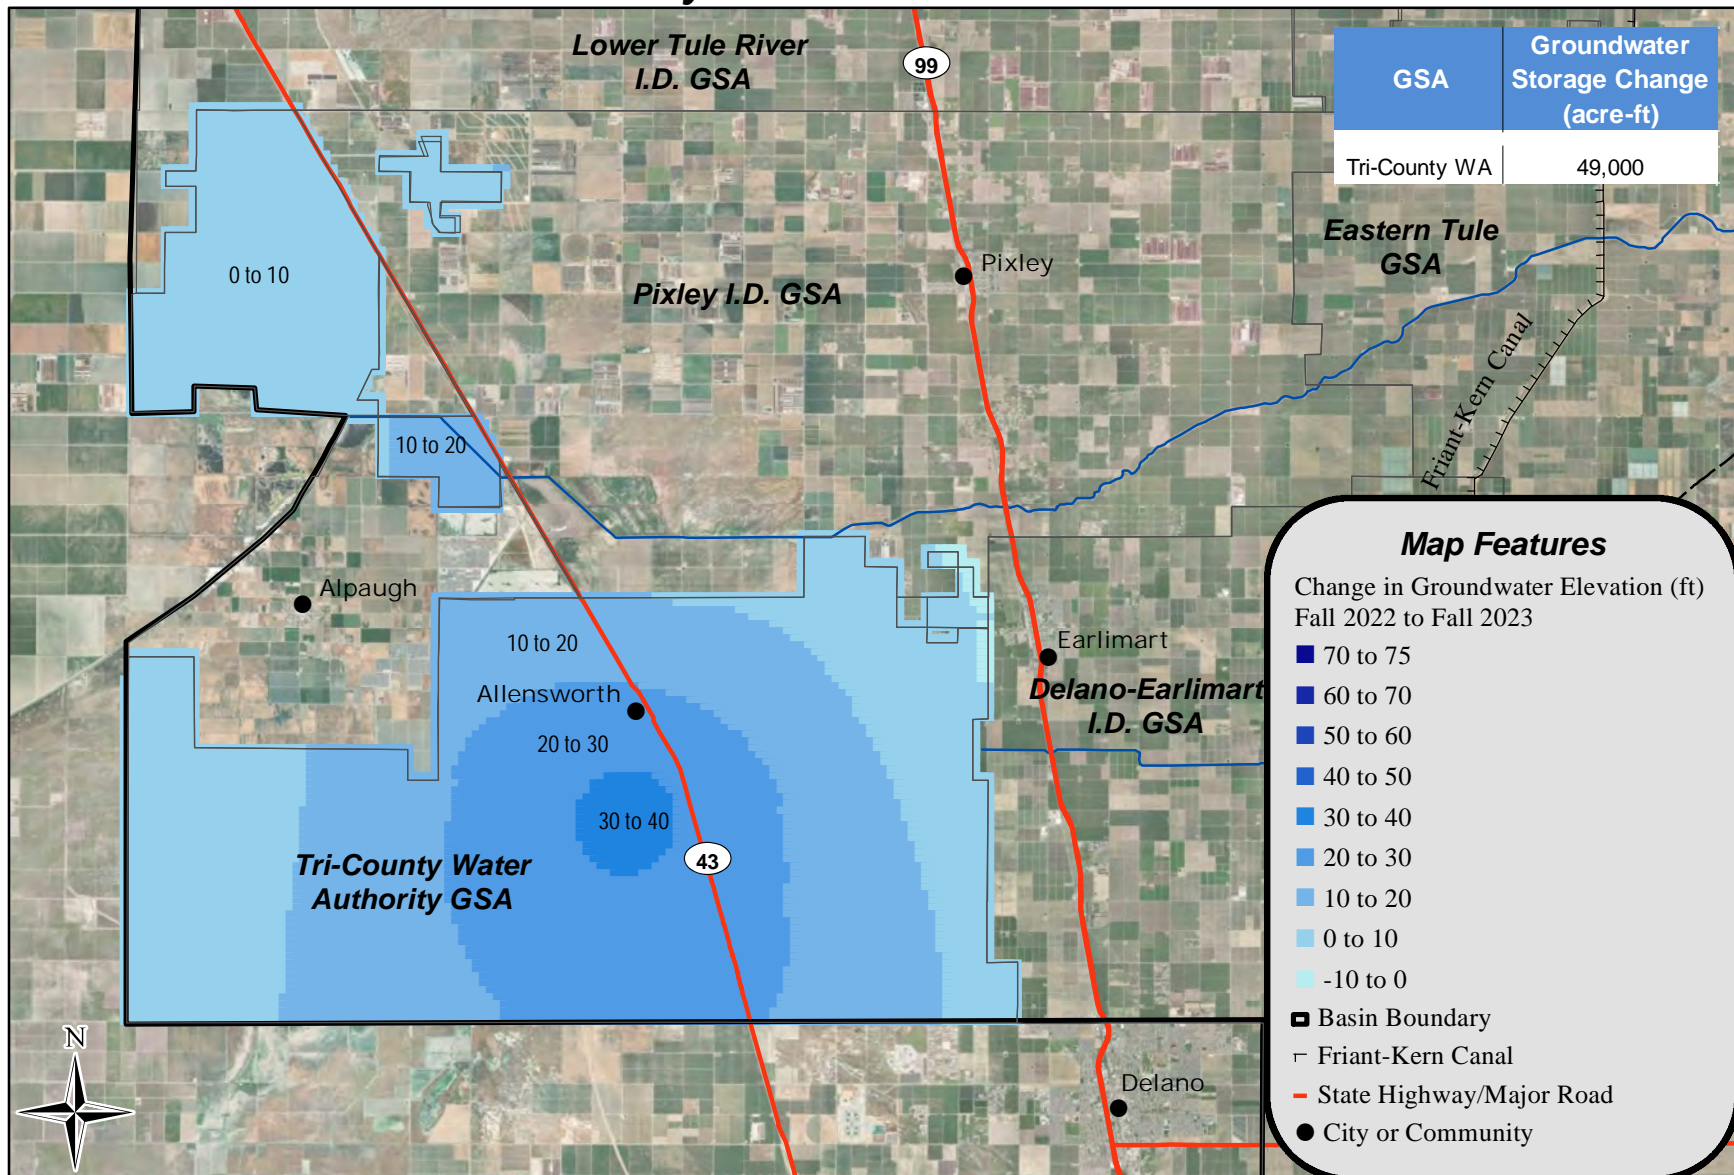 Lower Tule River
I.D. GSA
99
GSA
Groundwater
Storage Change
(acre-ft)
Tri-County WA
49,000
Eastern Tule
GSA
Pixley
0 to 10
Pixley I.D. GSA
Friant-Kern Canal
10 to 20
Alpaugh
10 to 20
Earlimart
Allensworth
Delano-Earlimart
I.D. GSA
20 to 30
30 to 40
43
Tri-County Water
Authority GSA
N
Delano
Map Features
Change in Groundwater Elevation (ft)
Fall 2022 to Fall 2023
70 to 75
60 to 70
50 to 60
40 to 50
30 to 40
20 to 30
10 to 20
0 to 10
-10 to 0
Basin Boundary
Friant-Kern Canal
State Highway/Major Road
City or Community